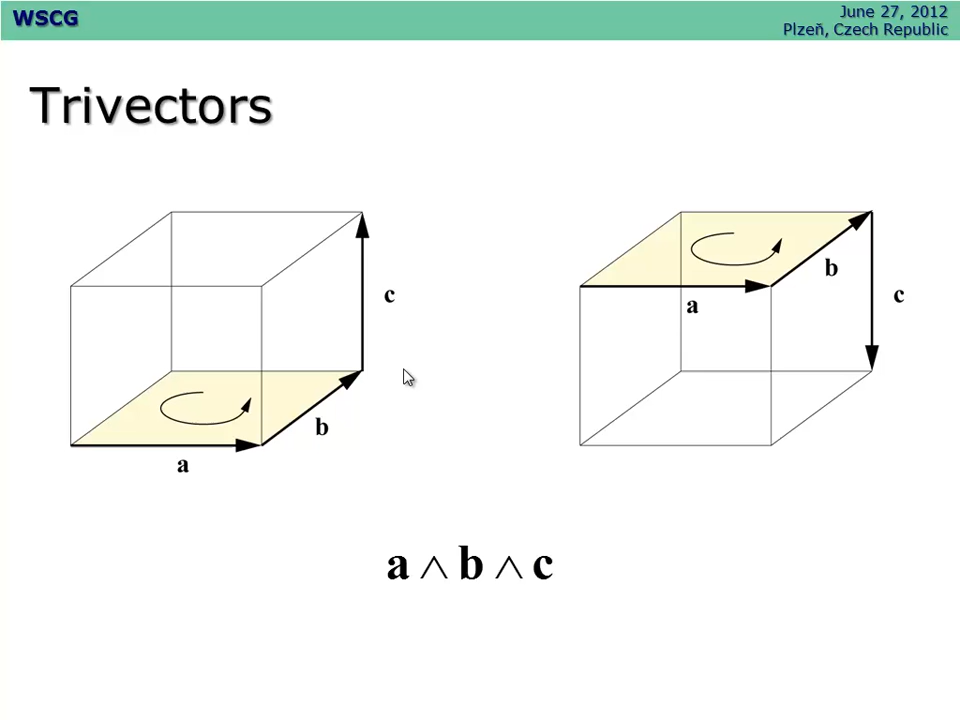 WSCG
June 27, 2012
Plzeň, Czech Republic
Trivectors
c
b
a
b
a
c
a ∧ b ∧ c